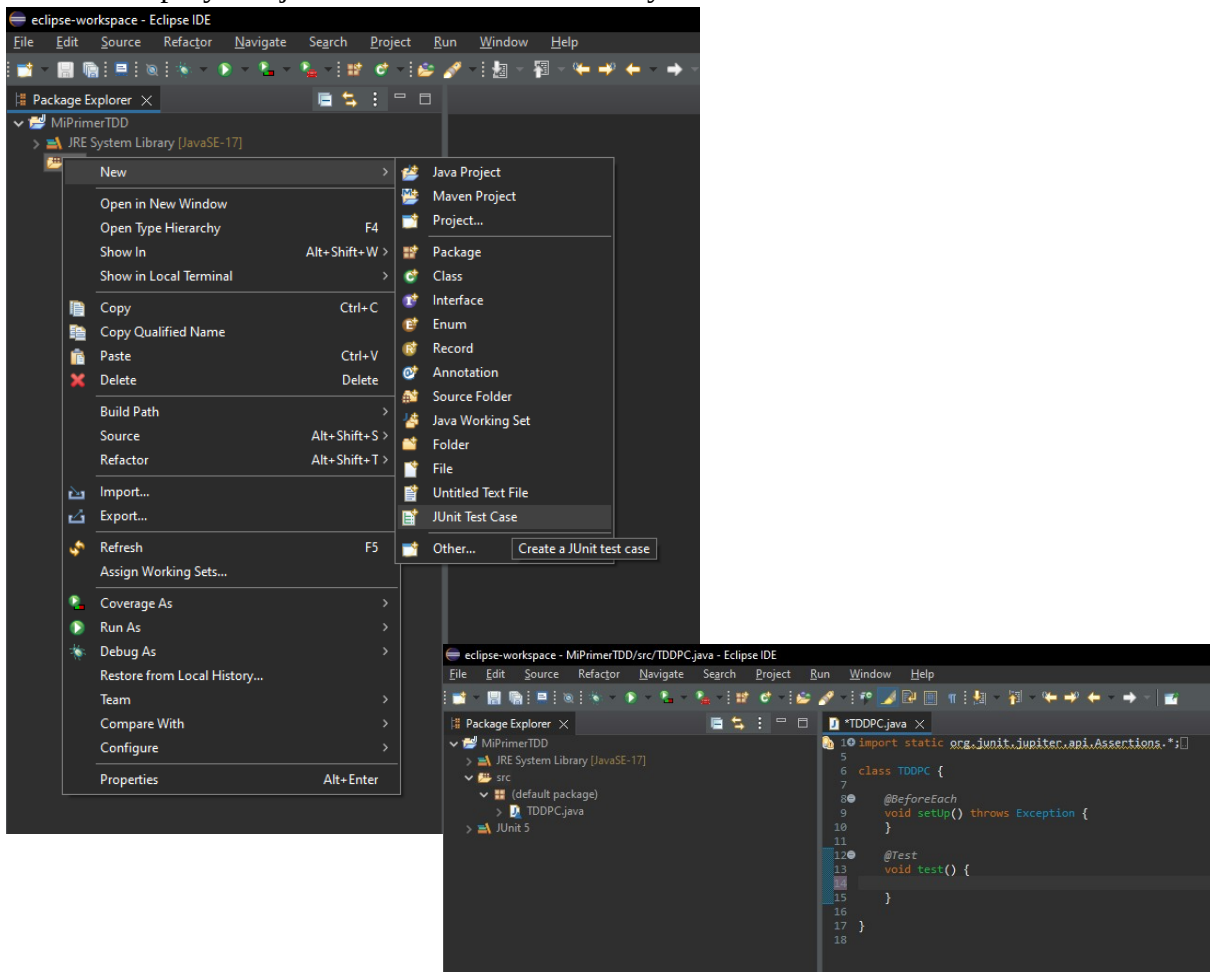 eclipse-workspace - Eclipse IDE
File Edit Source Refactor Navigate Search Project Run Window Help
Package Explorer
MiPrimerTDD
JRE System Library [JavaSE-17]
New
Open in New Window
Open Type Hierarchy F4
Show In Alt+Shift+W >
Show in Local Terminal
Copy Ctrl+C
Copy Qualified Name
Paste Ctrl+V
Delete Delete
Build Path
Source Alt+Shift+S >
Refactor Alt+Shift+T >
Import...
Export...
Refresh F5
Assign Working Sets...
Coverage As
Run As
Debug As
Restore from Local History...
Team
Compare With
Configure
Properties Alt+Enter
Java Project
Maven Project
Project...
Package
Class
Interface
Enum
Record
Annotation
Source Folder
Java Working Set
Folder
File
Untitled Text File
JUnit Test Case
Other...
Create a JUnit test case
eclipse-workspace - MiPrimerTDD/src/TDDPC.java - Eclipse IDE
File Edit Source Refactor Navigate Search Project Run Window Help
Package Explorer
MiPrimerTDD
JRE System Library [JavaSE-17]
src
(default package)
TDDPC.java
JUnit 5
*TDDPC.java
1 import static org.junit.jupiter.api.Assertions.*;
5
6 class TDDPC {
7
8 @BeforeEach
9 void setUp() throws Exception {
10 }
11
12 @Test
13 void test() {
14
15 }
16
17 }
18